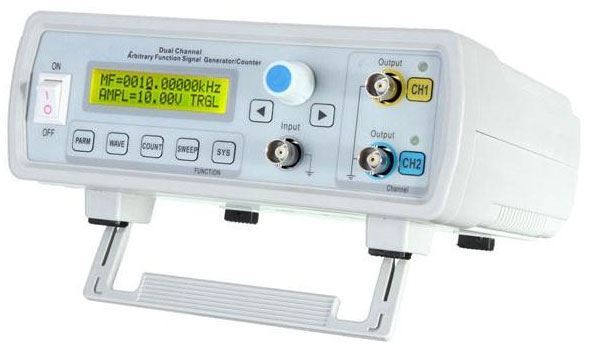 Dual Channel
Arbitrary Function Signal Generator/Counter
ON
OFF
MF=0010.00000kHz
AMPL=10.00V TRGL
PARM
WAVE
COUNT
SWEEP
SYS
FUNCTION
Input
Output
CH1
Output
CH2
Channel